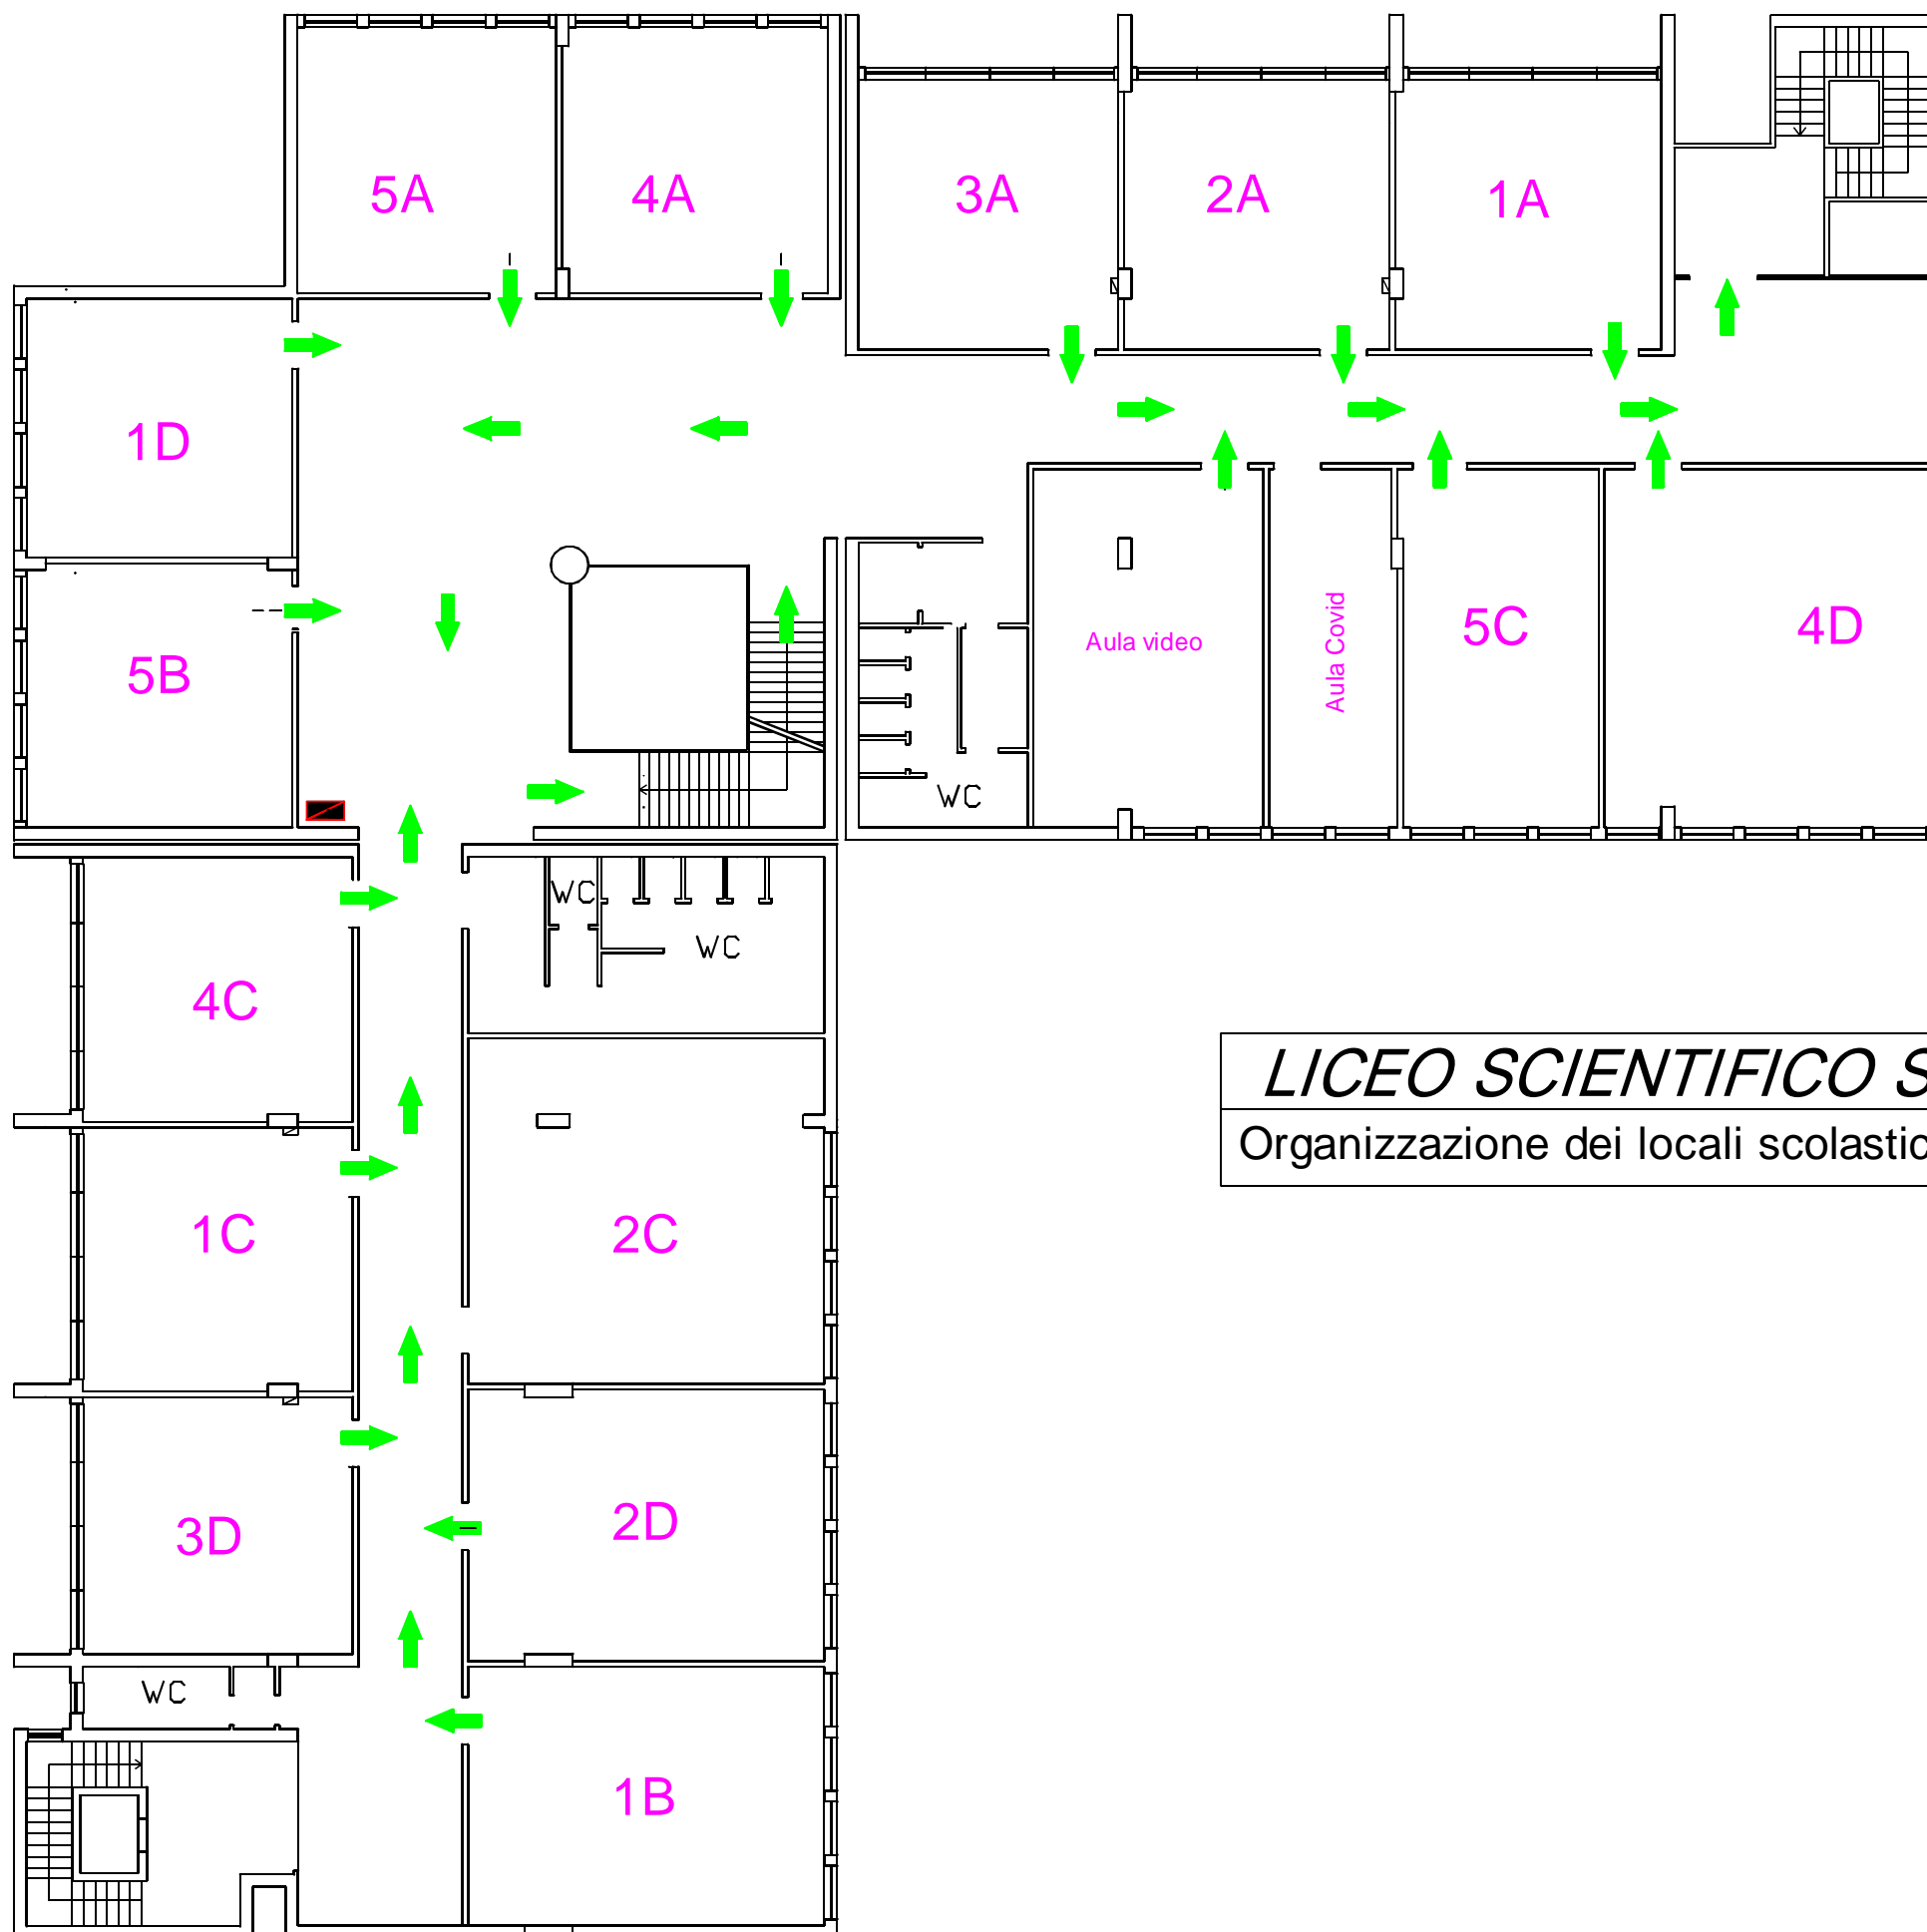 5A
4A
3A
2A
1A
1D
5B
Aula video
Aula Covid
5C
4D
WC
WC
WC
4C
LICEO SCIENTIFICO S
Organizzazione dei locali scolastic
1C
2C
3D
2D
WC
1B